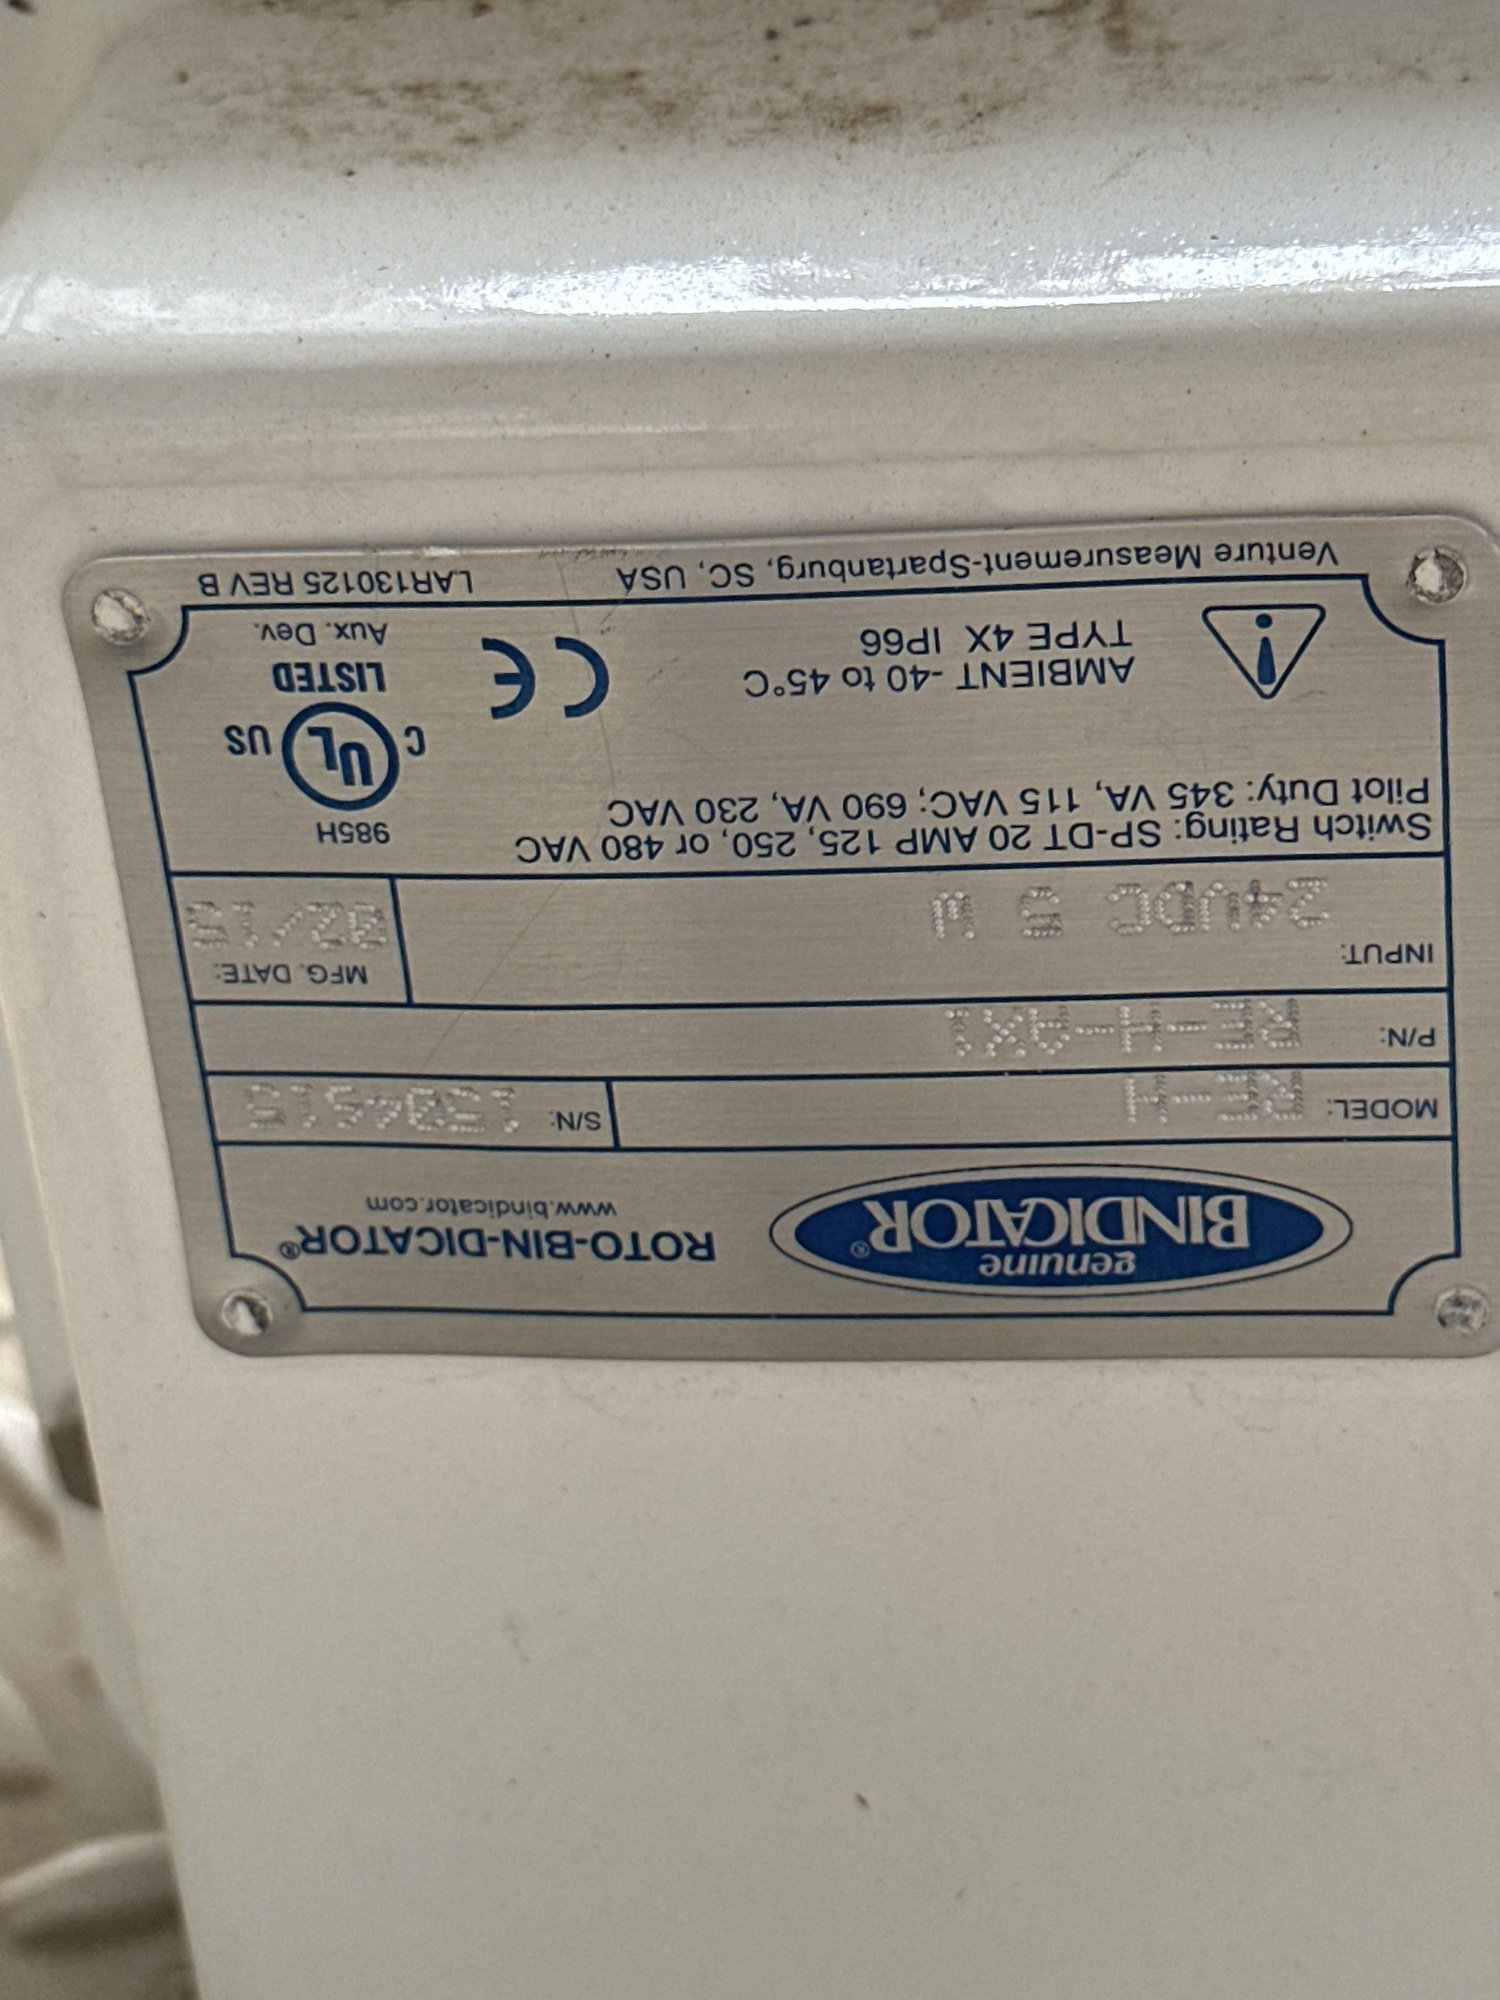 genuine
BINDICATOR®
ROTO-BIN-DICATOR®
www.bindicator.com
MODEL: RE-H
S/N: 1504515
P/N: RE-H-9X1
INPUT: 24VDC 5 W
MFG. DATE: 02/15
Switch Rating: SP-DT 20 AMP 125, 250, or 480 VAC
Pilot Duty: 345 VA, 115 VAC; 690 VA, 230 VAC
985H
C UL US
LISTED
Aux. Dev.
AMBIENT -40 to 45°C
TYPE 4X IP66
CE
Venture Measurement-Spartanburg, SC, USA
LAR130125 REV B